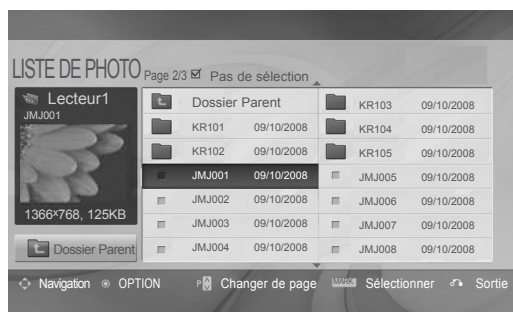 LISTE DE PHOTO Page 2/3 Pas de sélection
Lecteur1
JMJ001
1366x768, 125KB
Dossier Parent
Dossier Parent
KR101 09/10/2008
KR102 09/10/2008
JMJ001 09/10/2008
JMJ002 09/10/2008
JMJ003 09/10/2008
JMJ004 09/10/2008
KR103 09/10/2008
KR104 09/10/2008
KR105 09/10/2008
JMJ005 09/10/2008
JMJ006 09/10/2008
JMJ007 09/10/2008
JMJ008 09/10/2008
Navigation OPTION P Changer de page MARK Sélectionner Sortie